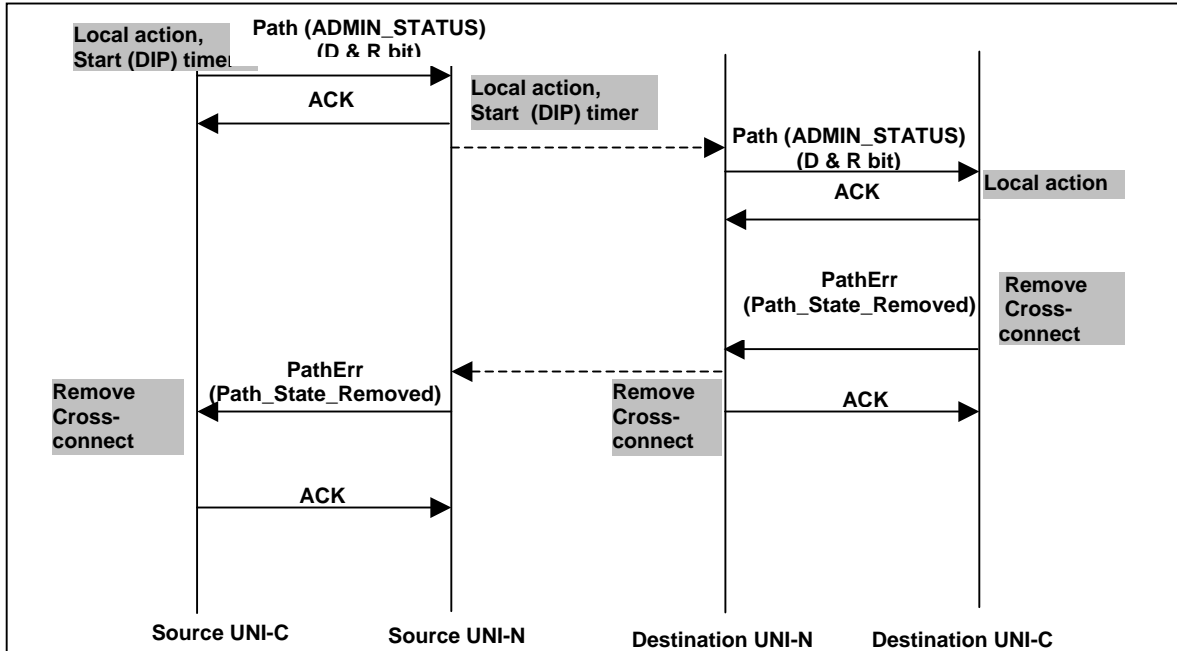 Local action,
Start (DIP) timer
Path (ADMIN_STATUS)
(D & R bit)
ACK
Local action,
Start (DIP) timer
Path (ADMIN_STATUS)
(D & R bit)
Local action
ACK
PathErr
(Path_State_Removed)
Remove
Cross-
connect
PathErr
(Path_State_Removed)
Remove
Cross-
connect
Remove
Cross-
connect
ACK
ACK
Source UNI-C
Source UNI-N
Destination UNI-N
Destination UNI-C